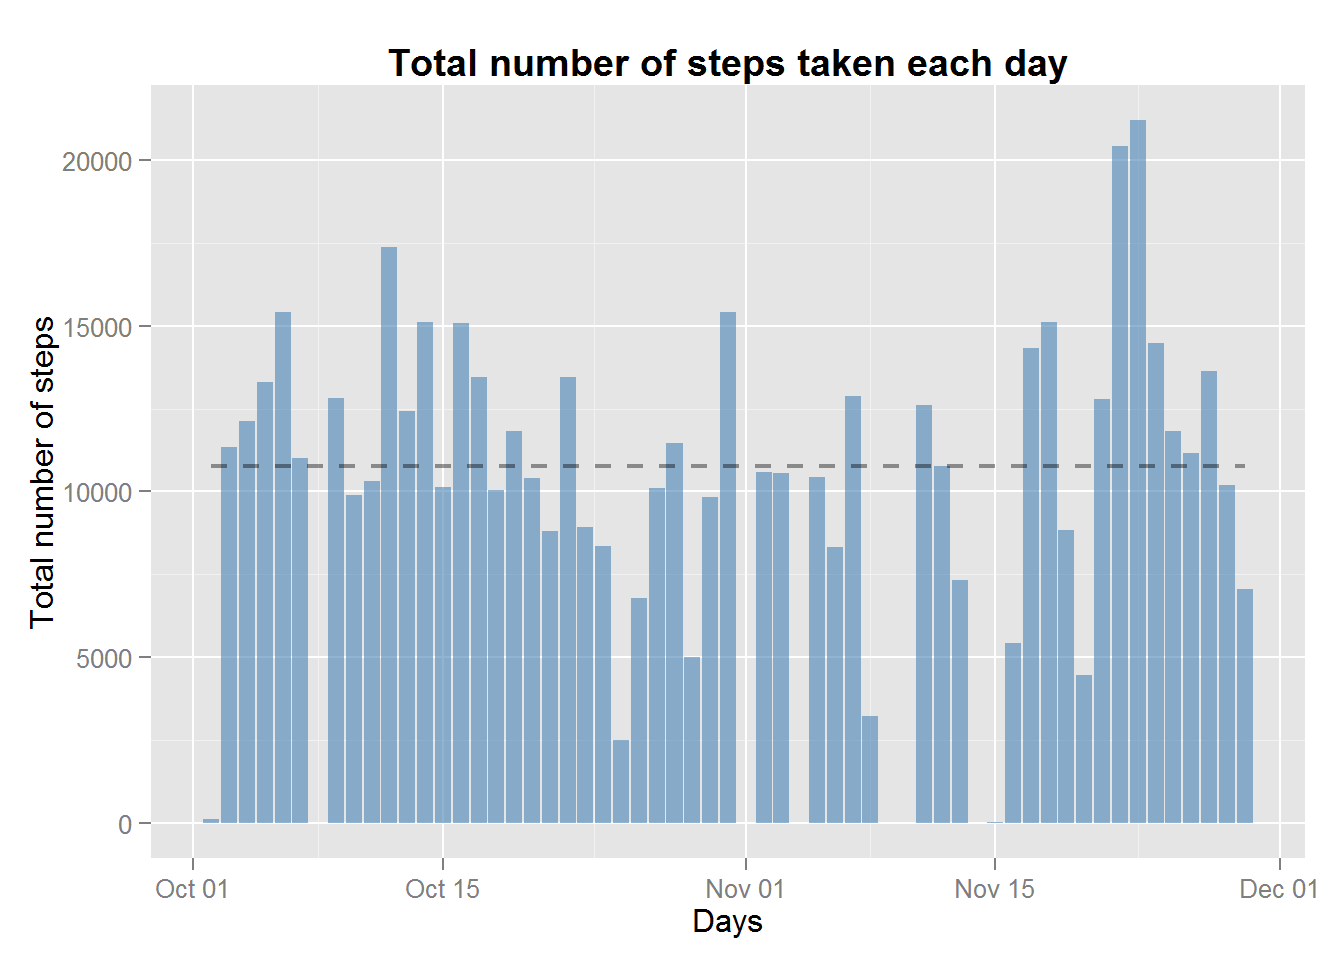 Total number of steps taken each day
Total number of steps
20000
15000
10000
5000
0
Oct 01
Oct 15
Nov 01
Nov 15
Dec 01
Days